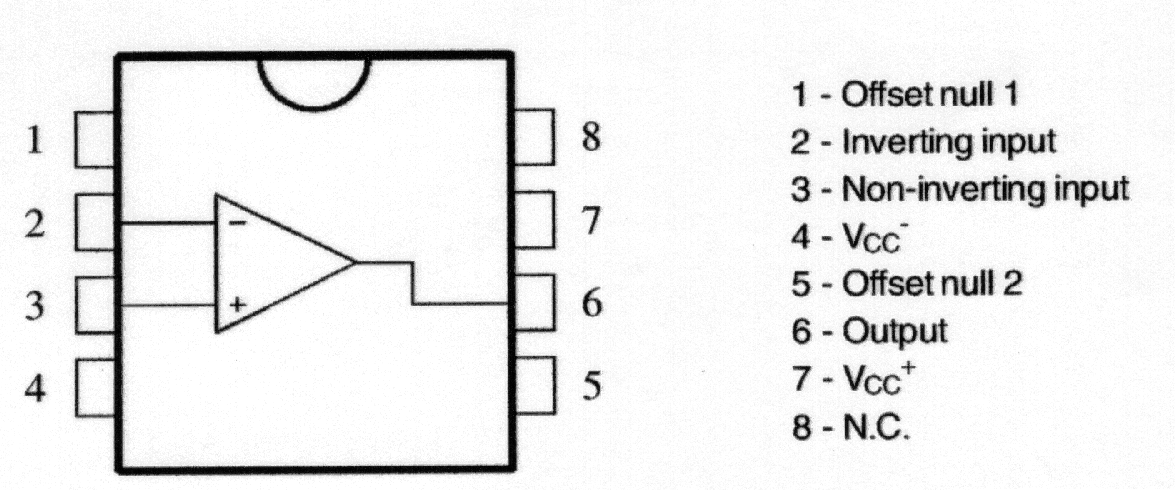 1
2
3
4
8
7
6
5
−
+
1 - Offset null 1
2 - Inverting input
3 - Non-inverting input
4 - VCC-
5 - Offset null 2
6 - Output
7 - VCC+
8 - N.C.